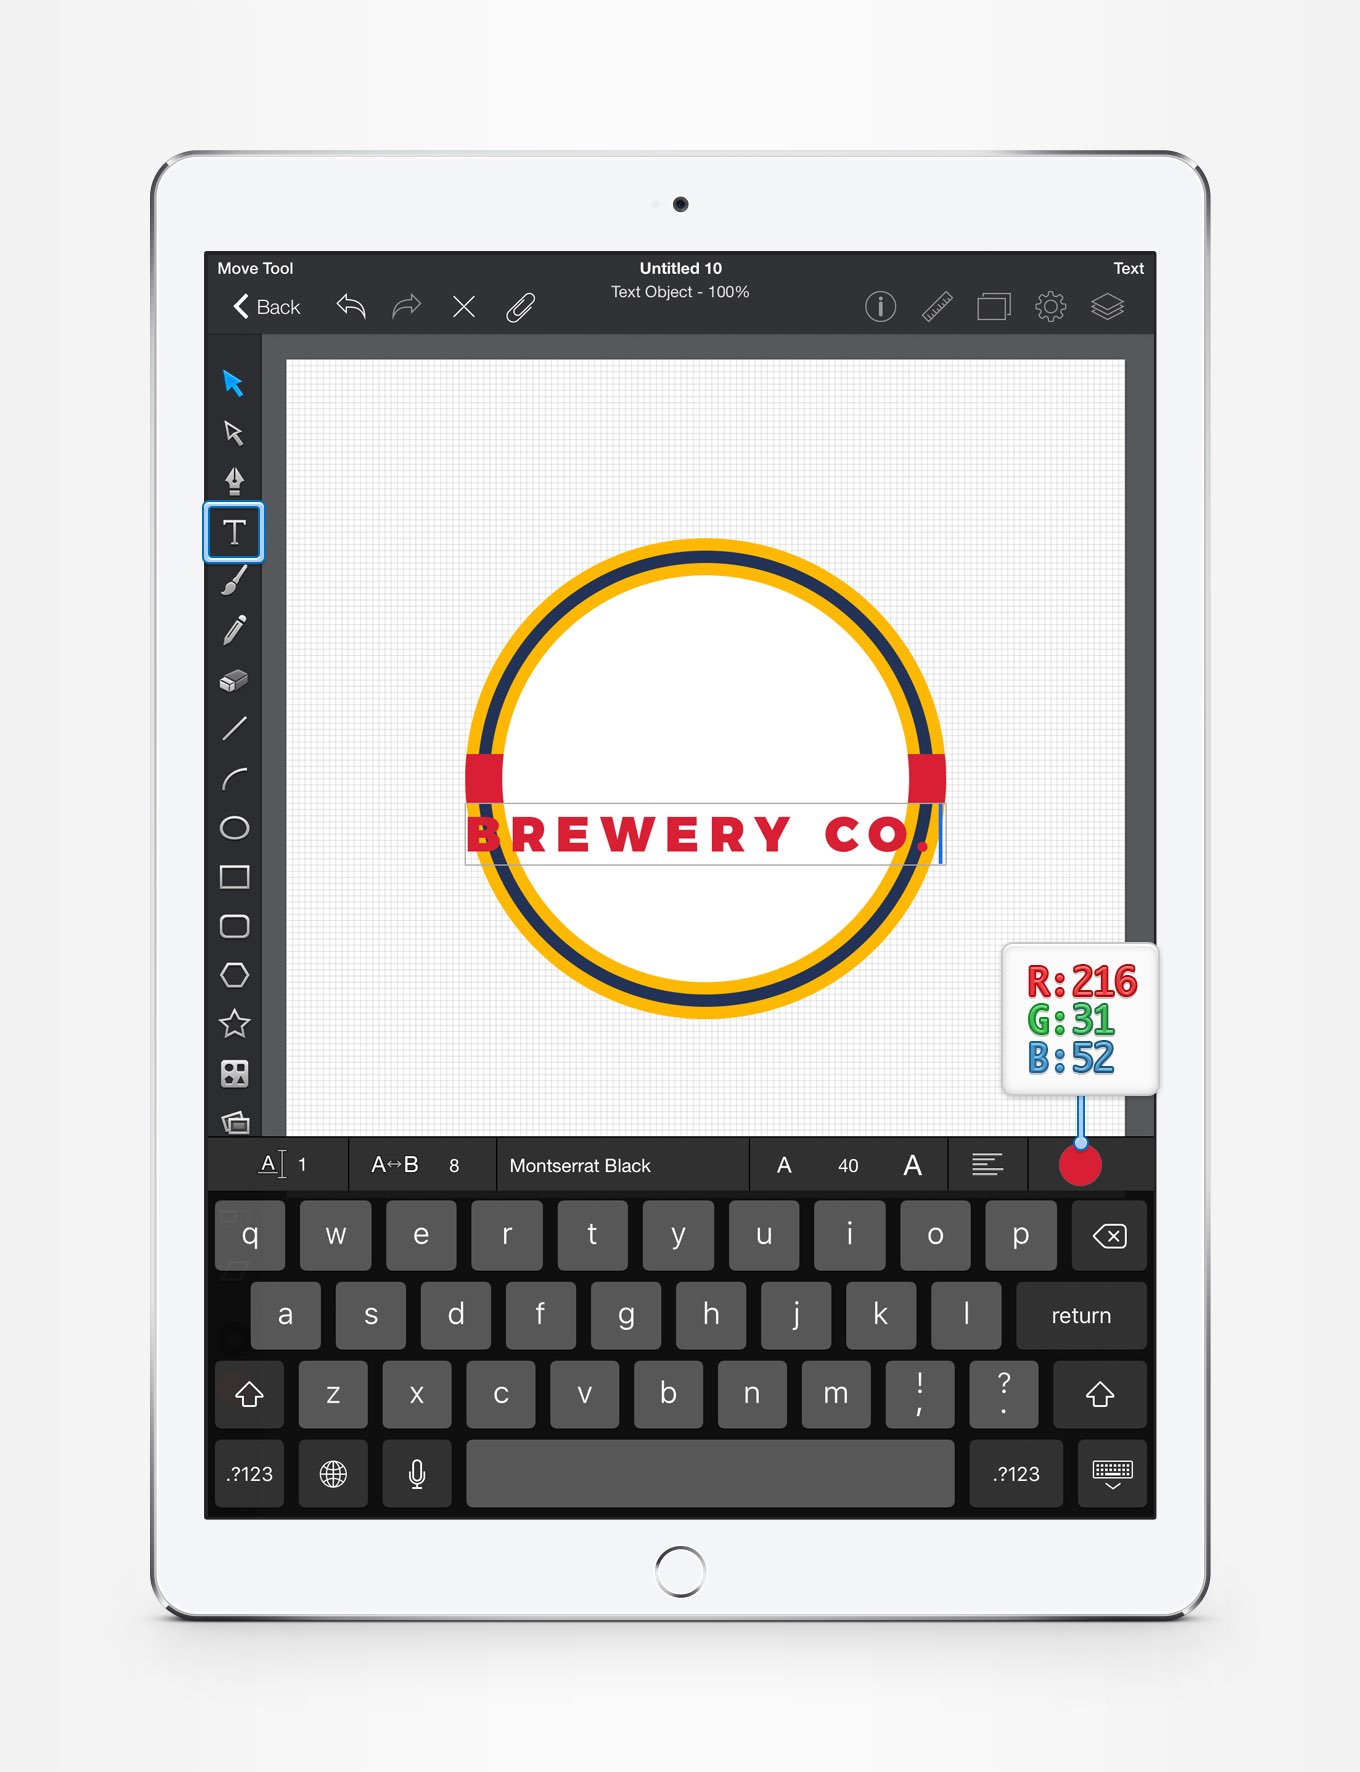 Move Tool
Untitled 10
Text
Back
Text Object - 100%
BREWERY CO.
R:216
G:31
B:52
A 1
A↔B 8
Montserrat Black
A 40 A
q w e r t y u i o p
a s d f g h j k l return
z x c v b n m ! , ? .
.?123 .?123